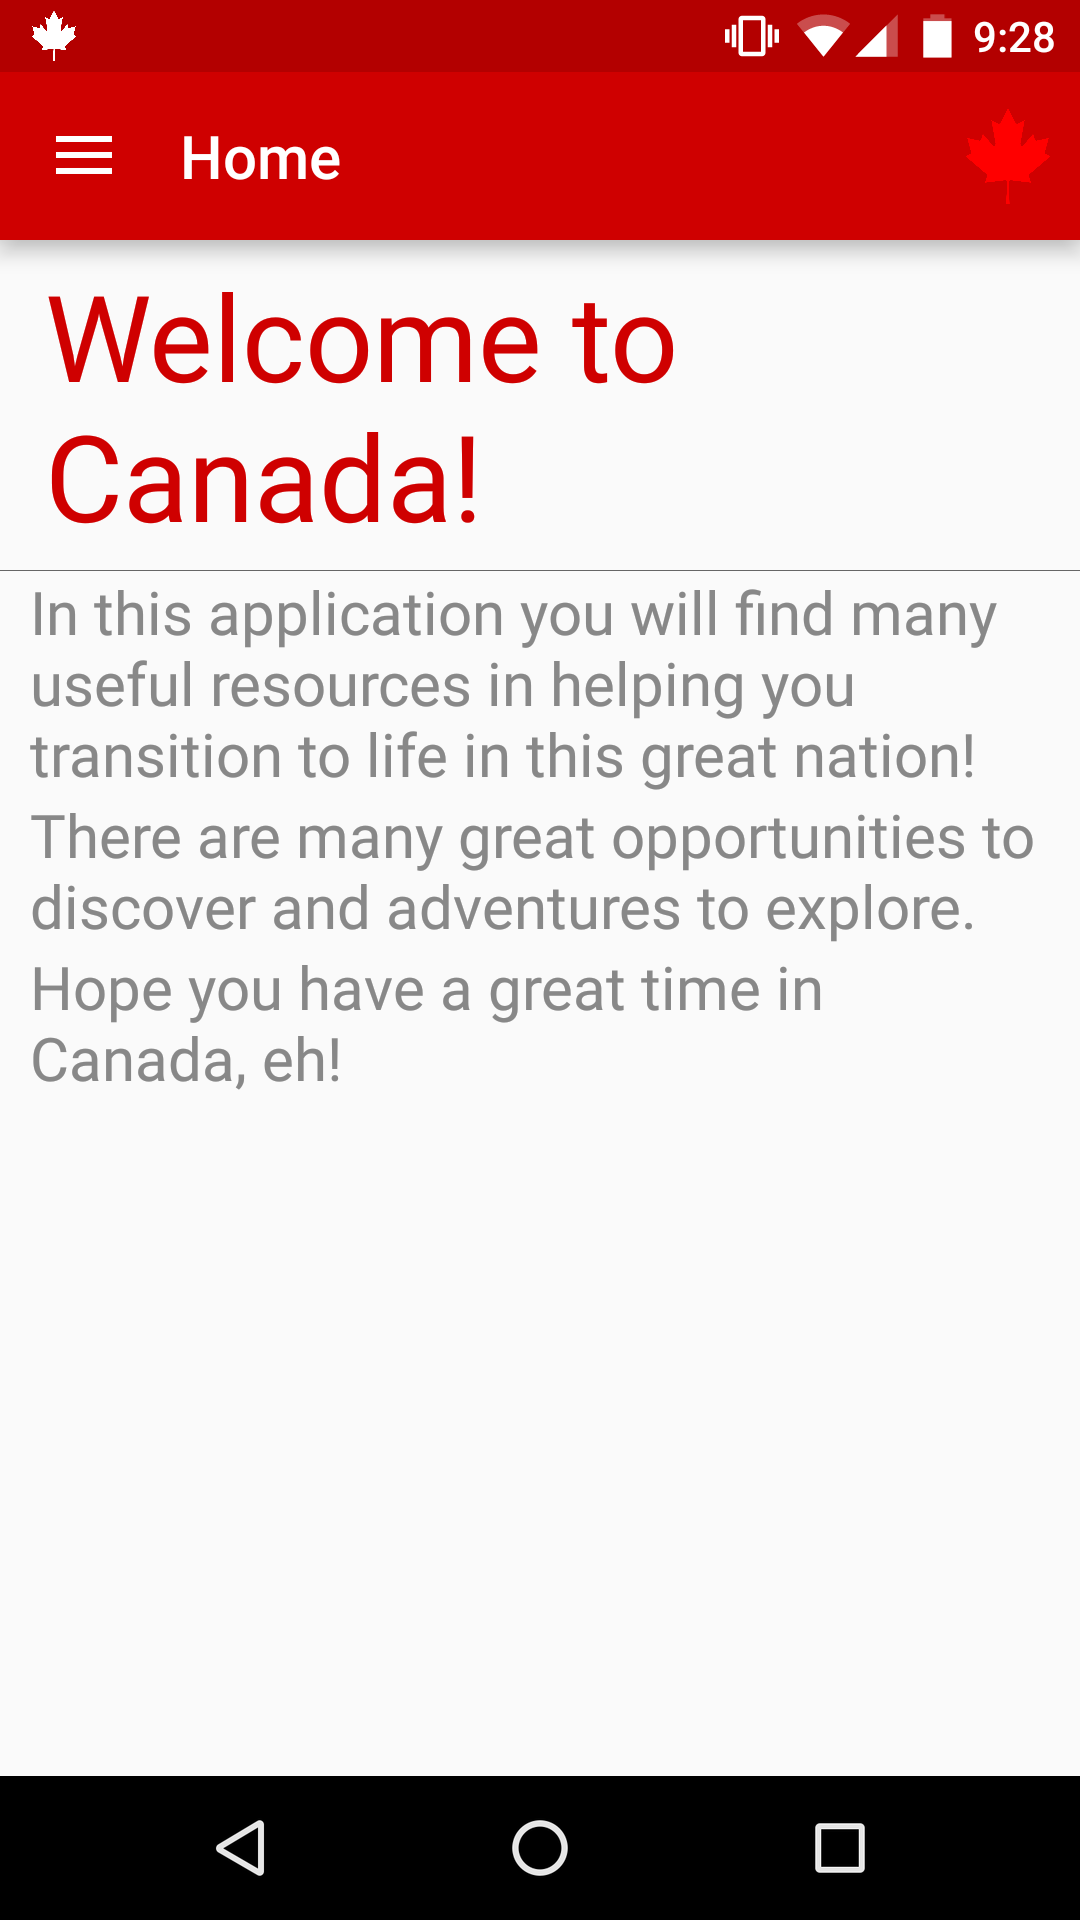 9:28
Home
Welcome to
Canada!
In this application you will find many
useful resources in helping you
transition to life in this great nation!
There are many great opportunities to
discover and adventures to explore.
Hope you have a great time in
Canada, eh!